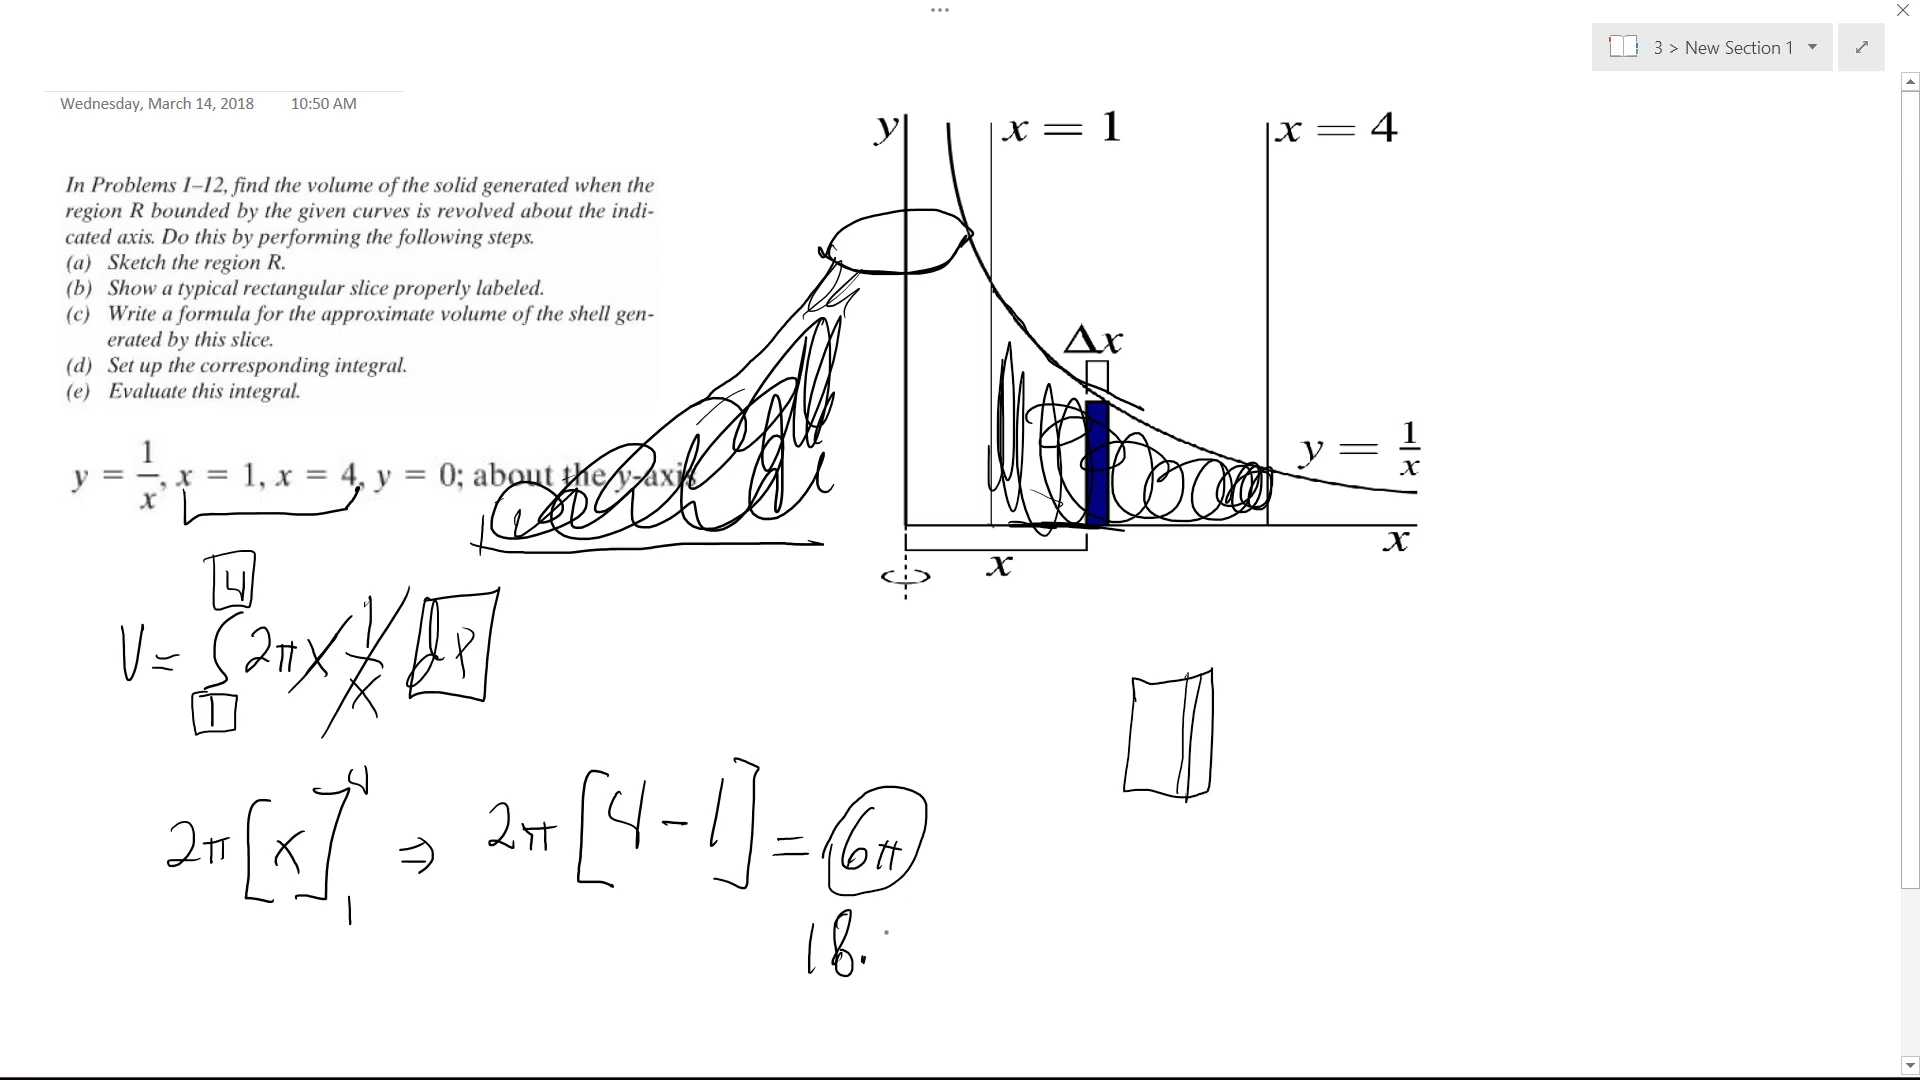 3 > New Section 1
Wednesday, March 14, 2018 10:50 AM
In Problems 1–12, find the volume of the solid generated when the
region R bounded by the given curves is revolved about the indi-
cated axis. Do this by performing the following steps.
(a) Sketch the region R.
(b) Show a typical rectangular slice properly labeled.
(c) Write a formula for the approximate volume of the shell gen-
erated by this slice.
(d) Set up the corresponding integral.
(e) Evaluate this integral.
y = 1/x, x = 1, x = 4, y = 0; about the y-axis
y
x = 1
x = 4
Δx
y = 1/x
x
x
4
V = ∫ 2π x 1/x
1
2π [x] 4 1 ⇒ 2π [4 - 1] = 6π
18.